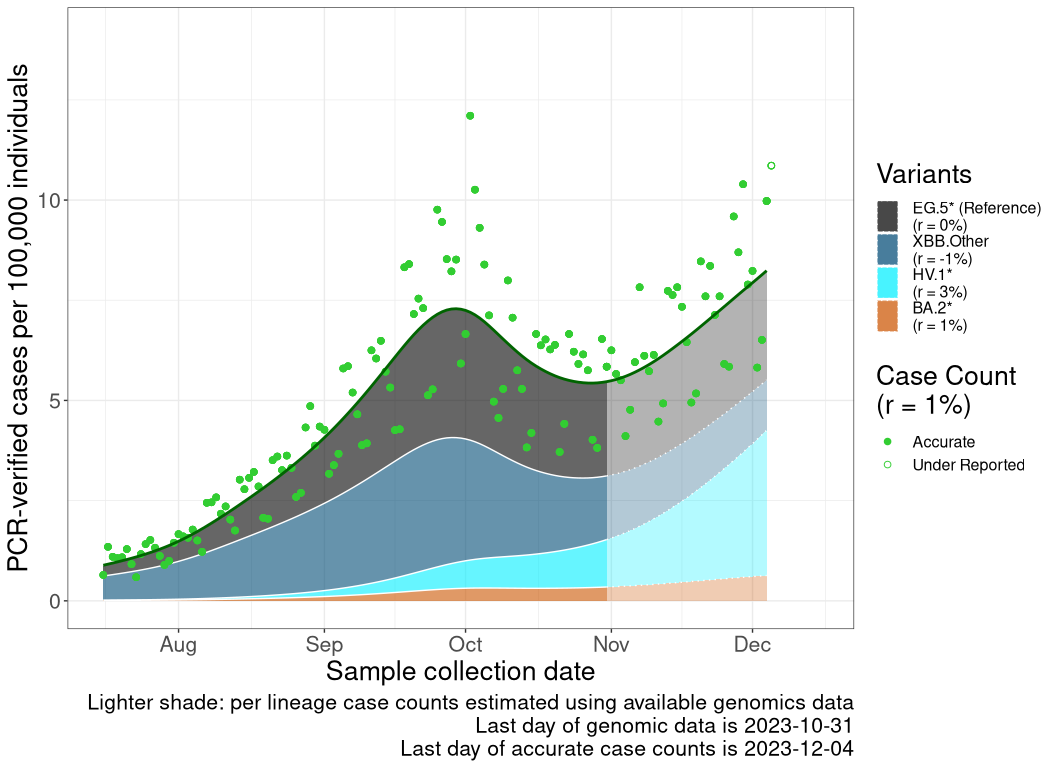 PCR-verified cases per 100,000 individuals
10
5
0
Aug Sep Oct Nov Dec
Sample collection date
Lighter shade: per lineage case counts estimated using available genomics data
Last day of genomic data is 2023-10-31
Last day of accurate case counts is 2023-12-04
Variants
EG.5* (Reference)
(r = 0%)
XBB.Other
(r = -1%)
HV.1*
(r = 3%)
BA.2*
(r = 1%)
Case Count
(r = 1%)
Accurate
Under Reported